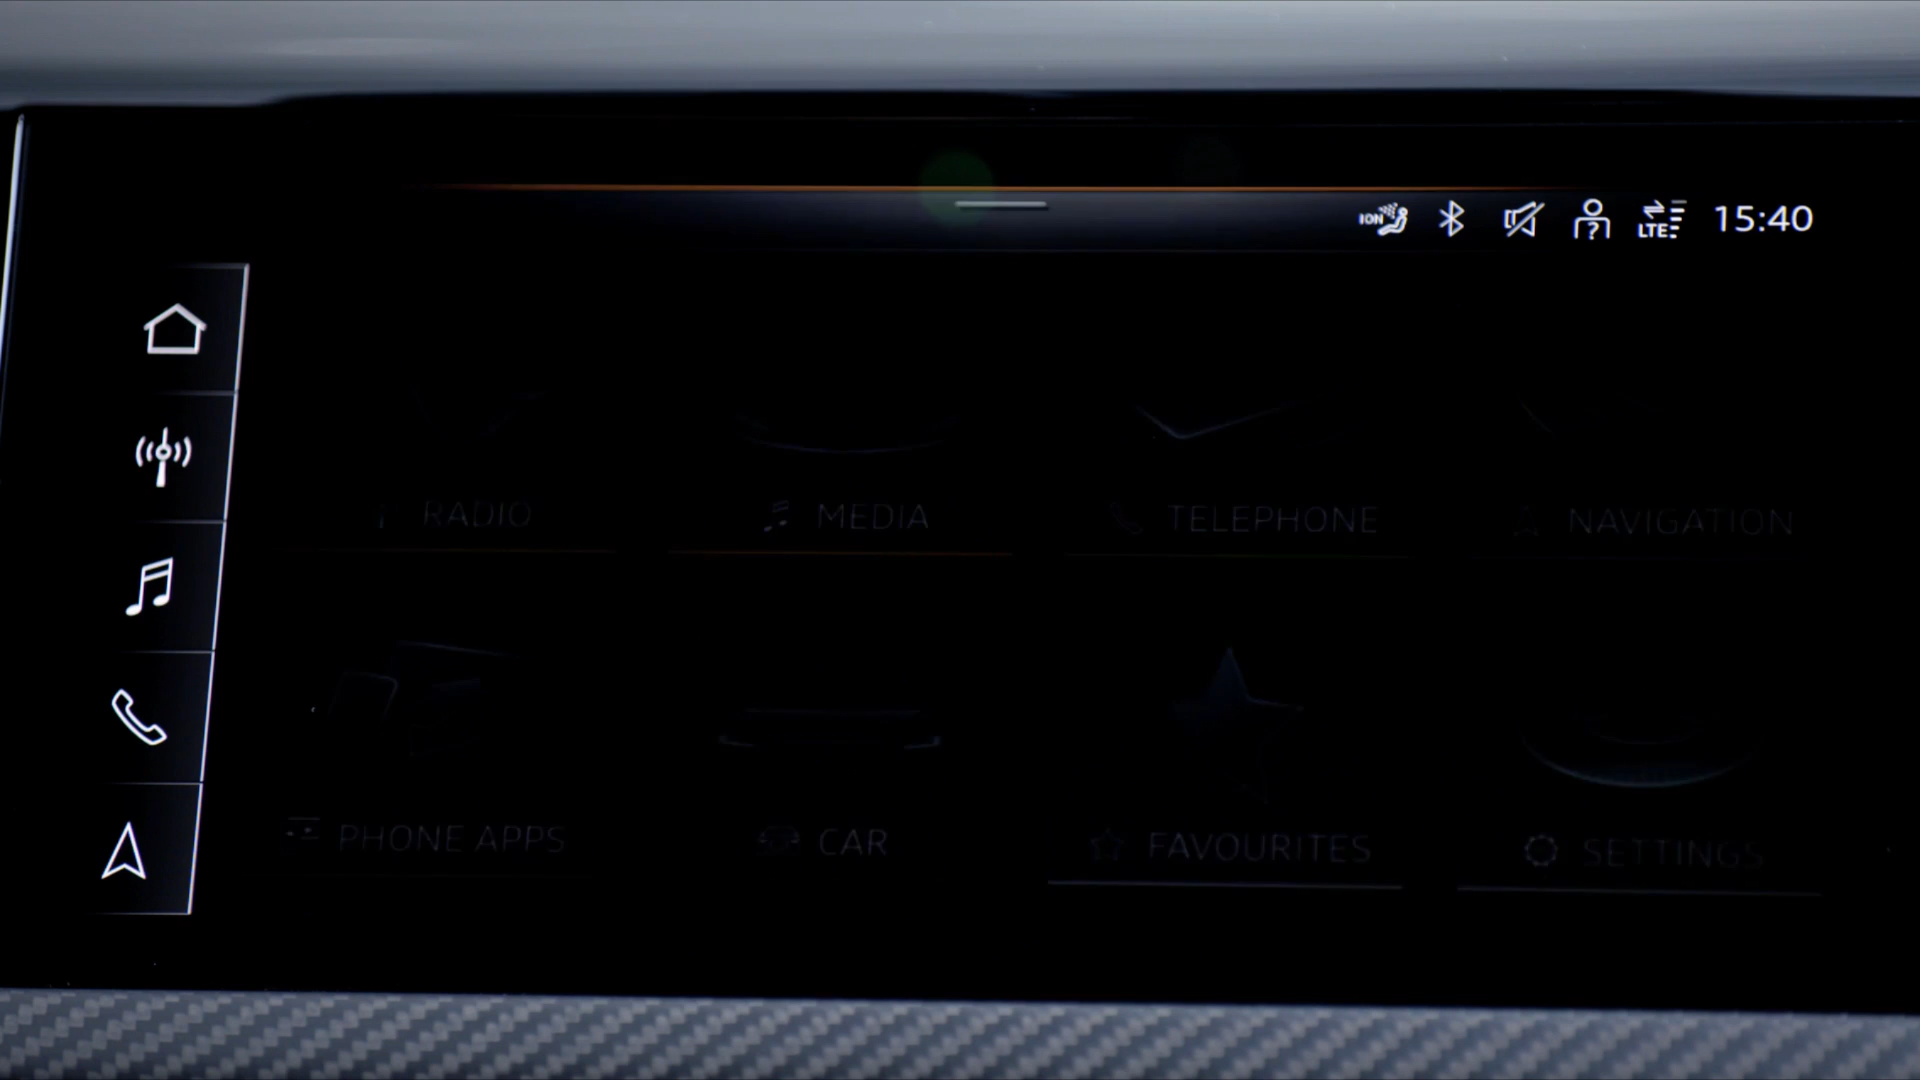 ION LTE 15:40
RADIO MEDIA TELEPHONE NAVIGATION
PHONE APPS CAR FAVOURITES SETTINGS